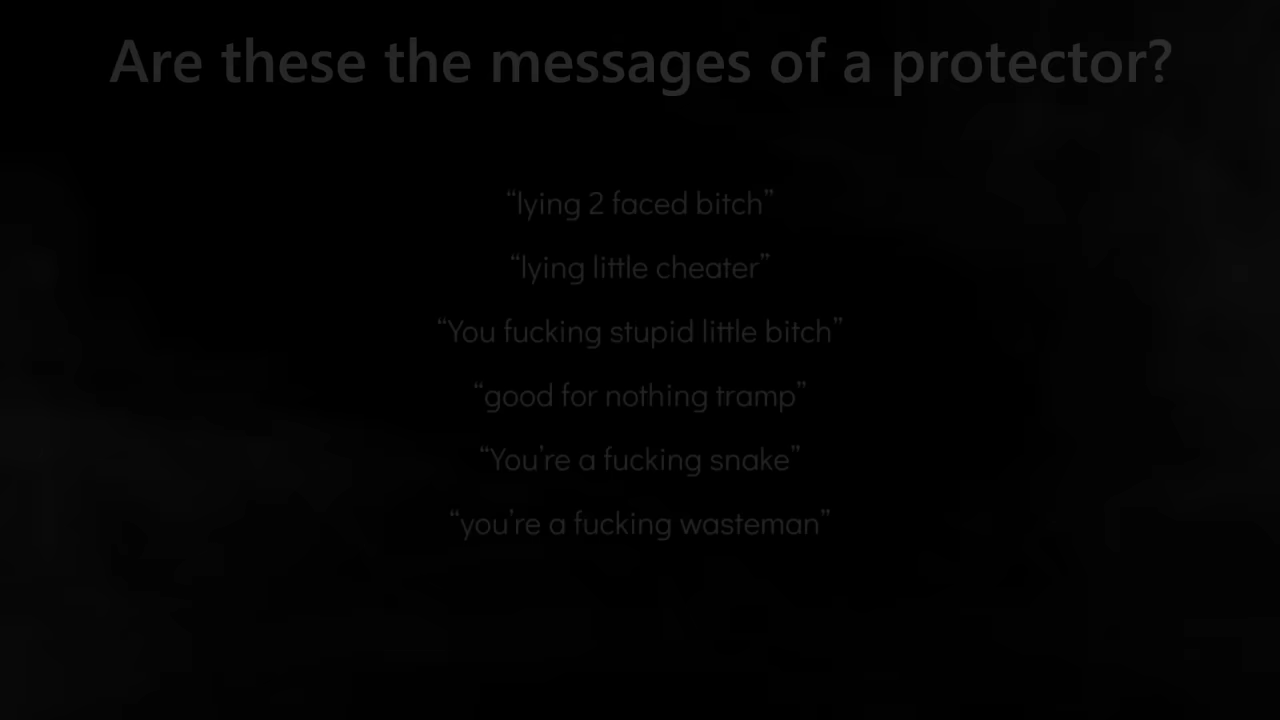 Are these the messages of a protector?
“lying 2 faced bitch”
“lying little cheater”
“You fucking stupid little bitch”
“good for nothing tramp”
“You're a fucking snake”
“you're a fucking wasteman”